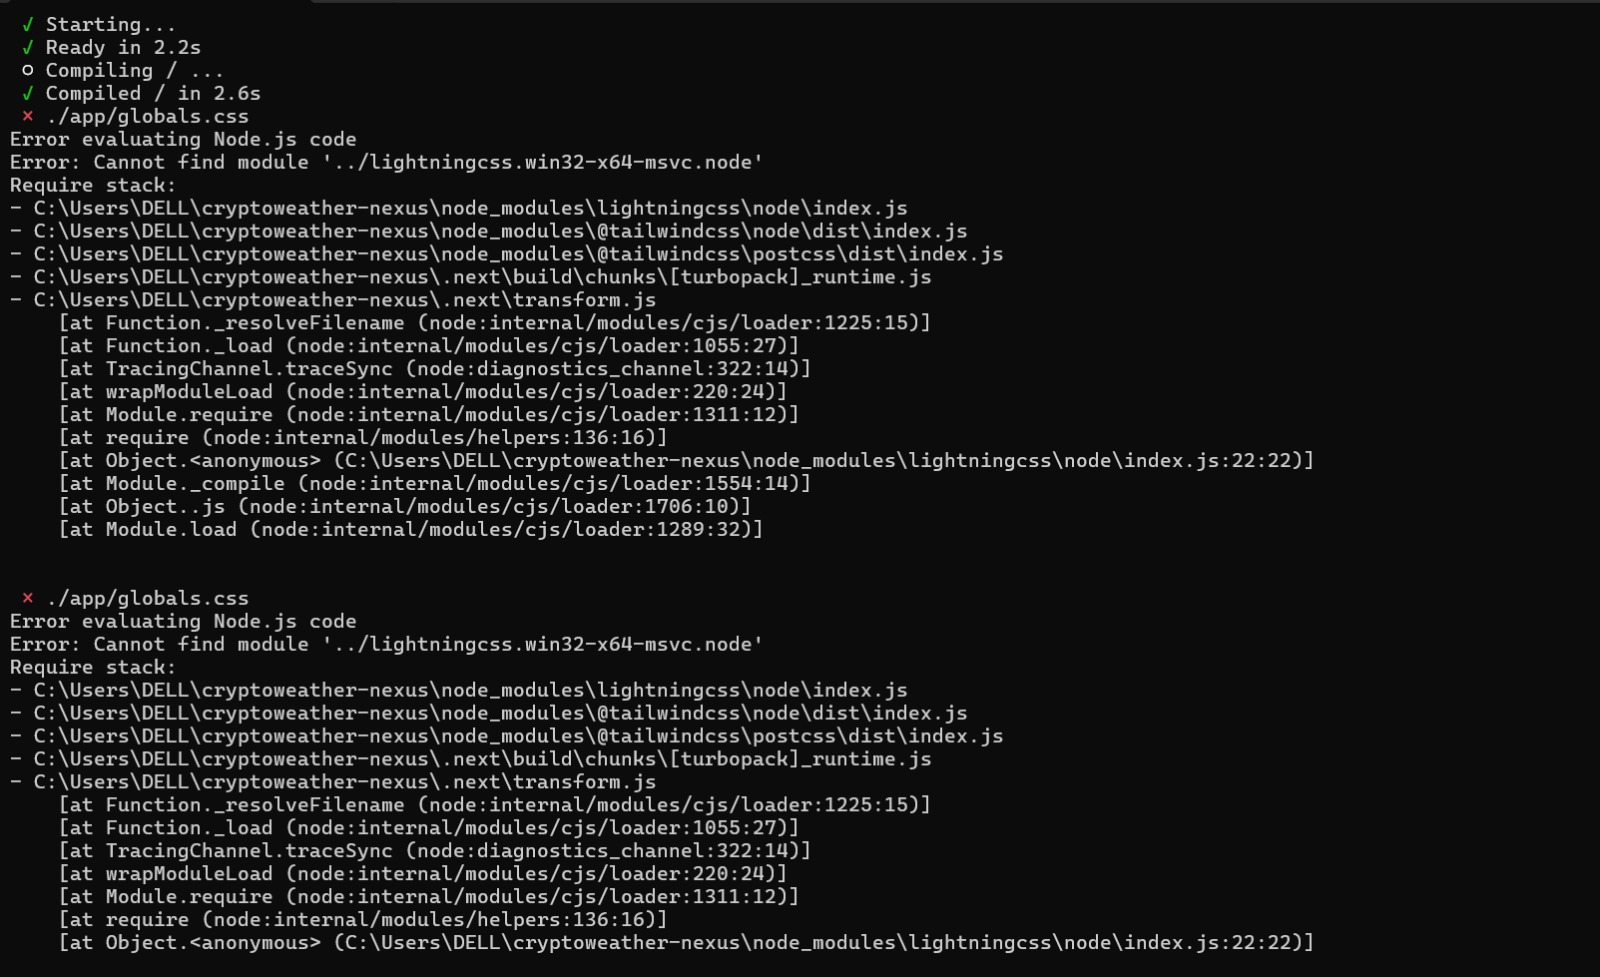 ✓ Starting...
✓ Ready in 2.2s
○ Compiling / ...
✓ Compiled / in 2.6s
⨯ ./app/globals.css
Error evaluating Node.js code
Error: Cannot find module '../lightningcss.win32-x64-msvc.node'
Require stack:
- C:\Users\DELL\cryptoweather-nexus\node_modules\lightningcss\node\index.js
- C:\Users\DELL\cryptoweather-nexus\node_modules\@tailwindcss\node\dist\index.js
- C:\Users\DELL\cryptoweather-nexus\node_modules\@tailwindcss\postcss\dist\index.js
- C:\Users\DELL\cryptoweather-nexus\.next\build\chunks\[turbopack]_runtime.js
- C:\Users\DELL\cryptoweather-nexus\.next\transform.js
[at Function._resolveFilename (node:internal/modules/cjs/loader:1225:15)]
[at Function._load (node:internal/modules/cjs/loader:1055:27)]
[at TracingChannel.traceSync (node:diagnostics_channel:322:14)]
[at wrapModuleLoad (node:internal/modules/cjs/loader:220:24)]
[at Module.require (node:internal/modules/cjs/loader:1311:12)]
[at require (node:internal/modules/helpers:136:16)]
[at Object.<anonymous> (C:\Users\DELL\cryptoweather-nexus\node_modules\lightningcss\node\index.js:22:22)]
[at Module._compile (node:internal/modules/cjs/loader:1554:14)]
[at Object..js (node:internal/modules/cjs/loader:1706:10)]
[at Module.load (node:internal/modules/cjs/loader:1289:32)]
⨯ ./app/globals.css
Error evaluating Node.js code
Error: Cannot find module '../lightningcss.win32-x64-msvc.node'
Require stack:
- C:\Users\DELL\cryptoweather-nexus\node_modules\lightningcss\node\index.js
- C:\Users\DELL\cryptoweather-nexus\node_modules\@tailwindcss\node\dist\index.js
- C:\Users\DELL\cryptoweather-nexus\node_modules\@tailwindcss\postcss\dist\index.js
- C:\Users\DELL\cryptoweather-nexus\.next\build\chunks\[turbopack]_runtime.js
- C:\Users\DELL\cryptoweather-nexus\.next\transform.js
[at Function._resolveFilename (node:internal/modules/cjs/loader:1225:15)]
[at Function._load (node:internal/modules/cjs/loader:1055:27)]
[at TracingChannel.traceSync (node:diagnostics_channel:322:14)]
[at wrapModuleLoad (node:internal/modules/cjs/loader:220:24)]
[at Module.require (node:internal/modules/cjs/loader:1311:12)]
[at require (node:internal/modules/helpers:136:16)]
[at Object.<anonymous> (C:\Users\DELL\cryptoweather-nexus\node_modules\lightningcss\node\index.js:22:22)]